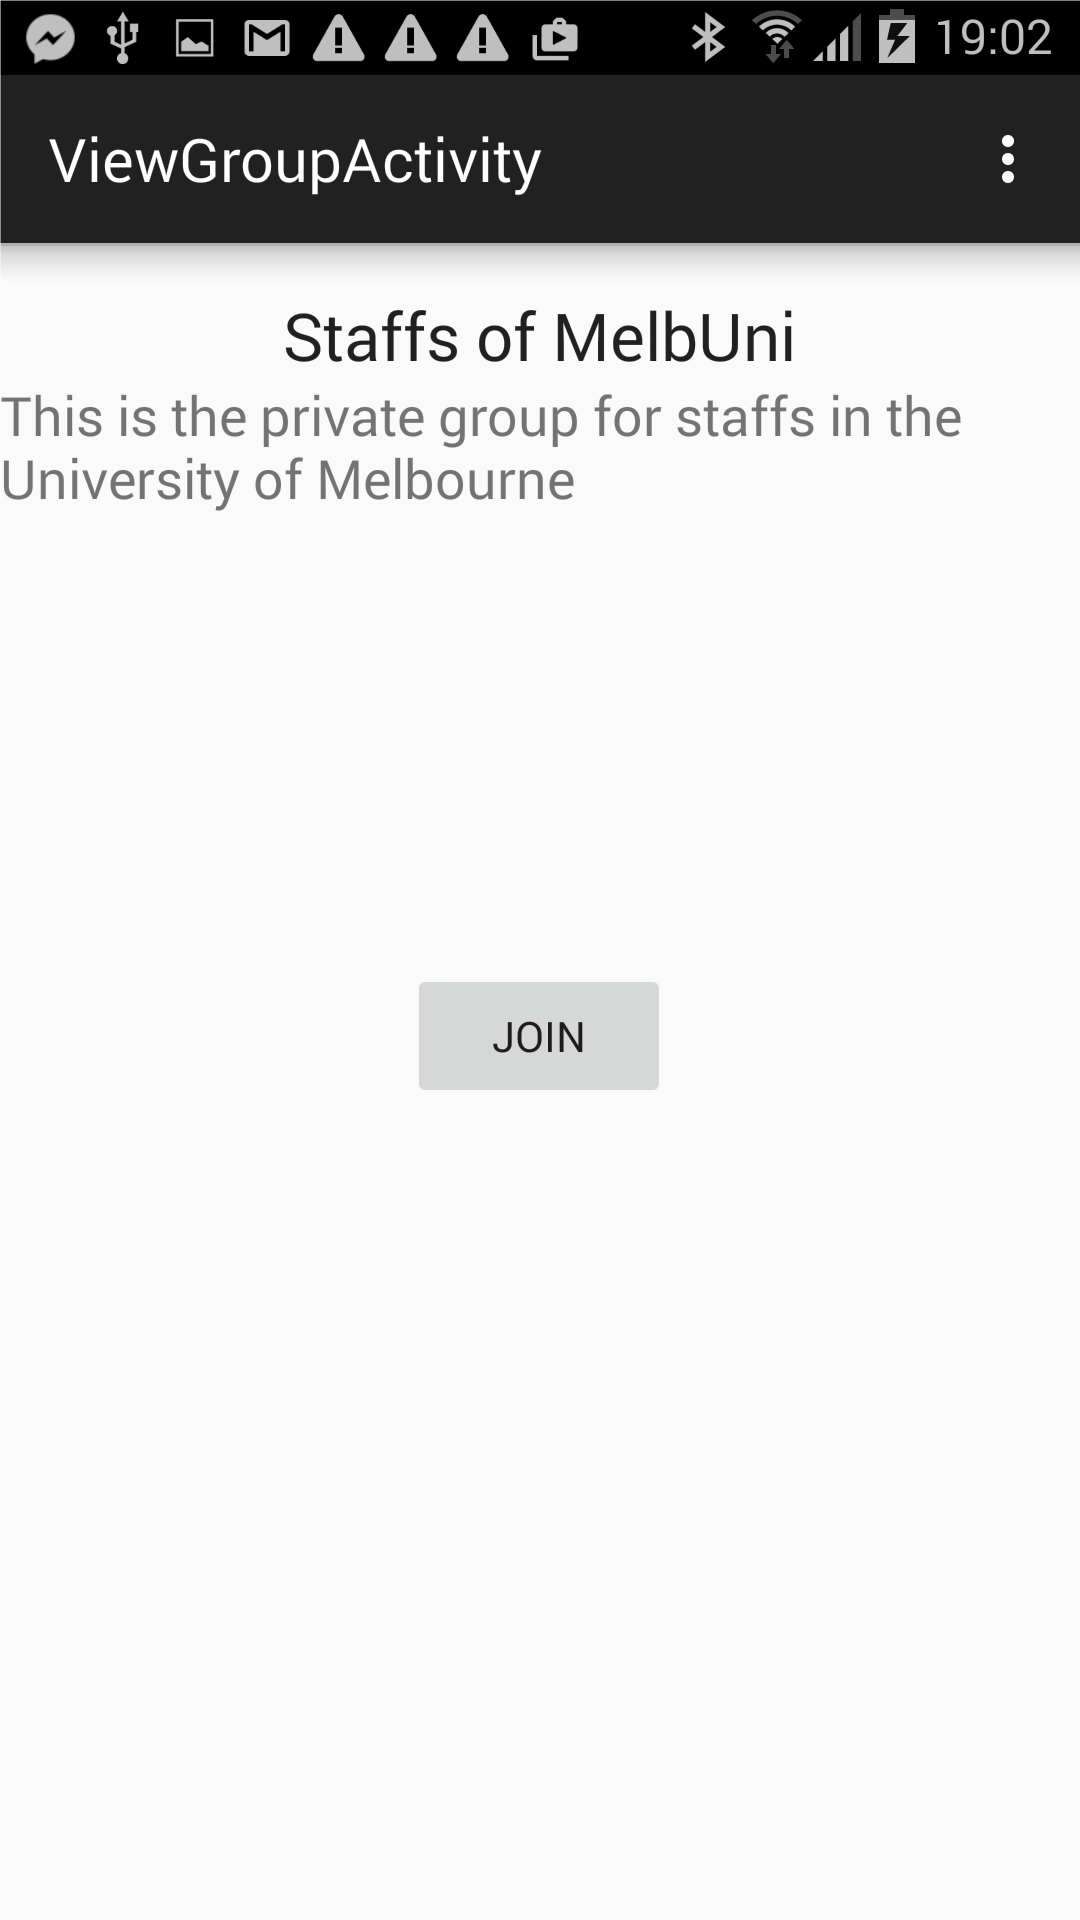 19:02
ViewGroupActivity
Staffs of MelbUni
This is the private group for staffs in the
University of Melbourne
JOIN